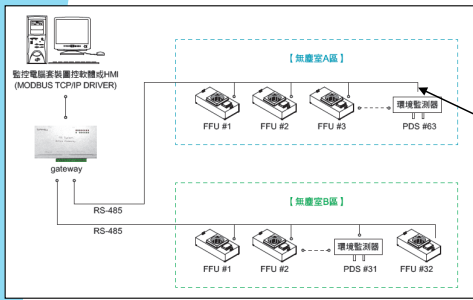 監控電腦套裝圖控軟體或HMI
(MODBUS TCP/IP DRIVER)
gateway
RS-485
RS-485
【 無塵室A區 】
FFU #1
FFU #2
FFU #3
環境監測器
PDS #63
【 無塵室B區 】
FFU #1
FFU #2
環境監測器
PDS #31
FFU #32